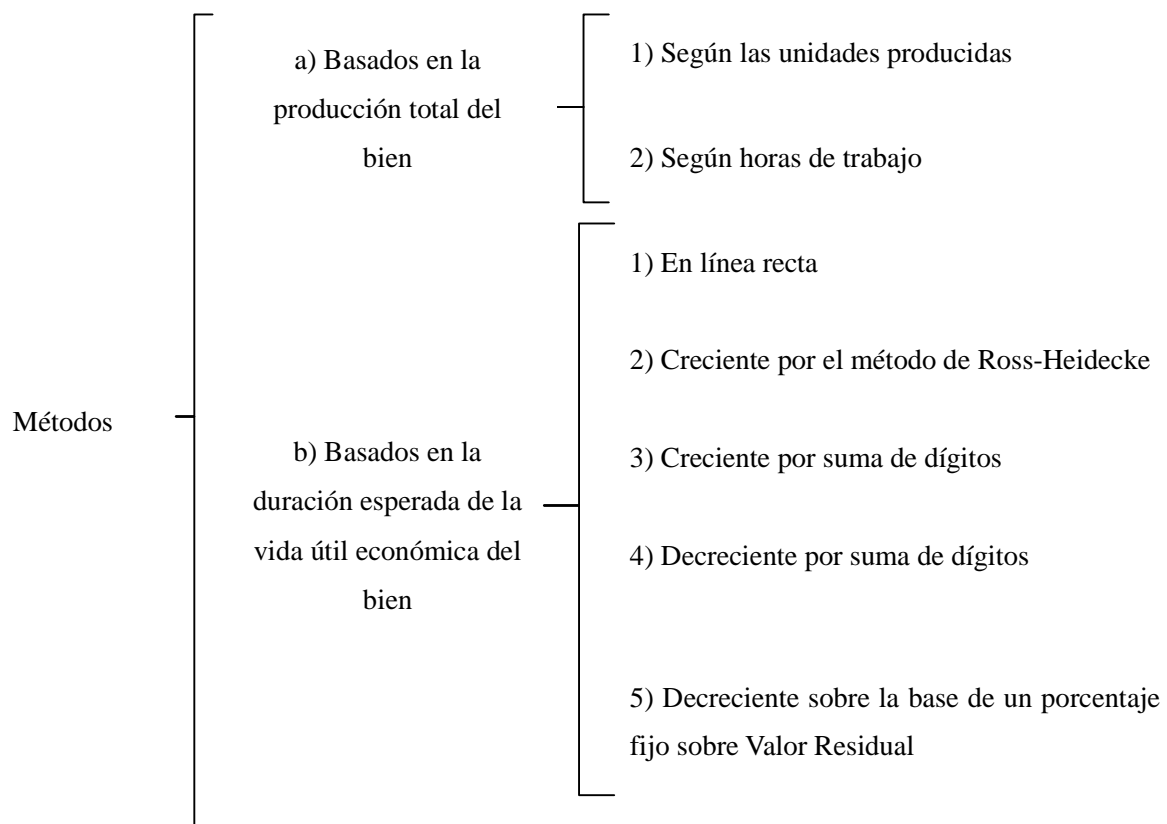 Métodos
a) Basados en la
producción total del
bien
1) Según las unidades producidas
2) Según horas de trabajo
b) Basados en la
duración esperada de la
vida útil económica del
bien
1) En línea recta
2) Creciente por el método de Ross-Heidecke
3) Creciente por suma de dígitos
4) Decreciente por suma de dígitos
5) Decreciente sobre la base de un porcentaje
fijo sobre Valor Residual